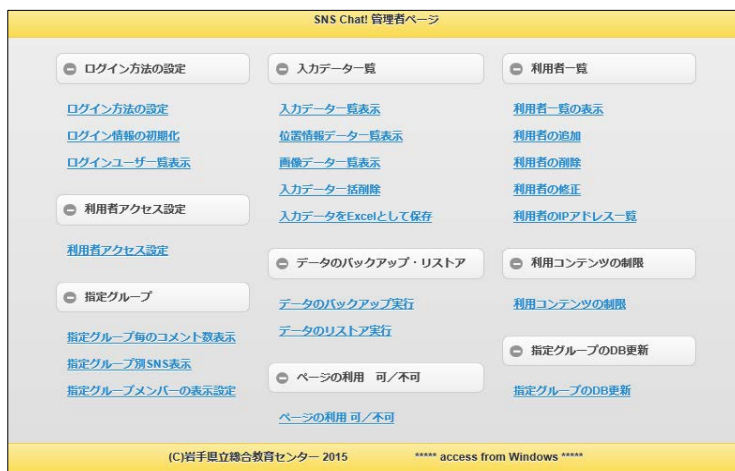 SNS Chat! 管理者ページ
ログイン方法の設定
ログイン方法の設定
ログイン情報の初期化
ログインユーザ一覧表示
利用者アクセス設定
利用者アクセス設定
指定グループ
指定グループ毎のコメント数表示
指定グループ別SNS表示
指定グループメンバーの表示設定
入力データ一覧
入力データ一覧表示
位置情報データ一覧表示
画像データ一覧表示
入力データ一括削除
入力データをExcelとして保存
データのバックアップ・リストア
データのバックアップ実行
データのリストア実行
ページの利用 可/不可
ページの利用 可/不可
利用者一覧
利用者一覧の表示
利用者の追加
利用者の削除
利用者の修正
利用者のIPアドレス一覧
利用コンテンツの制限
利用コンテンツの制限
指定グループのDB更新
指定グループのDB更新
(C)岩手県立総合教育センター 2015 ***** access from Windows *****